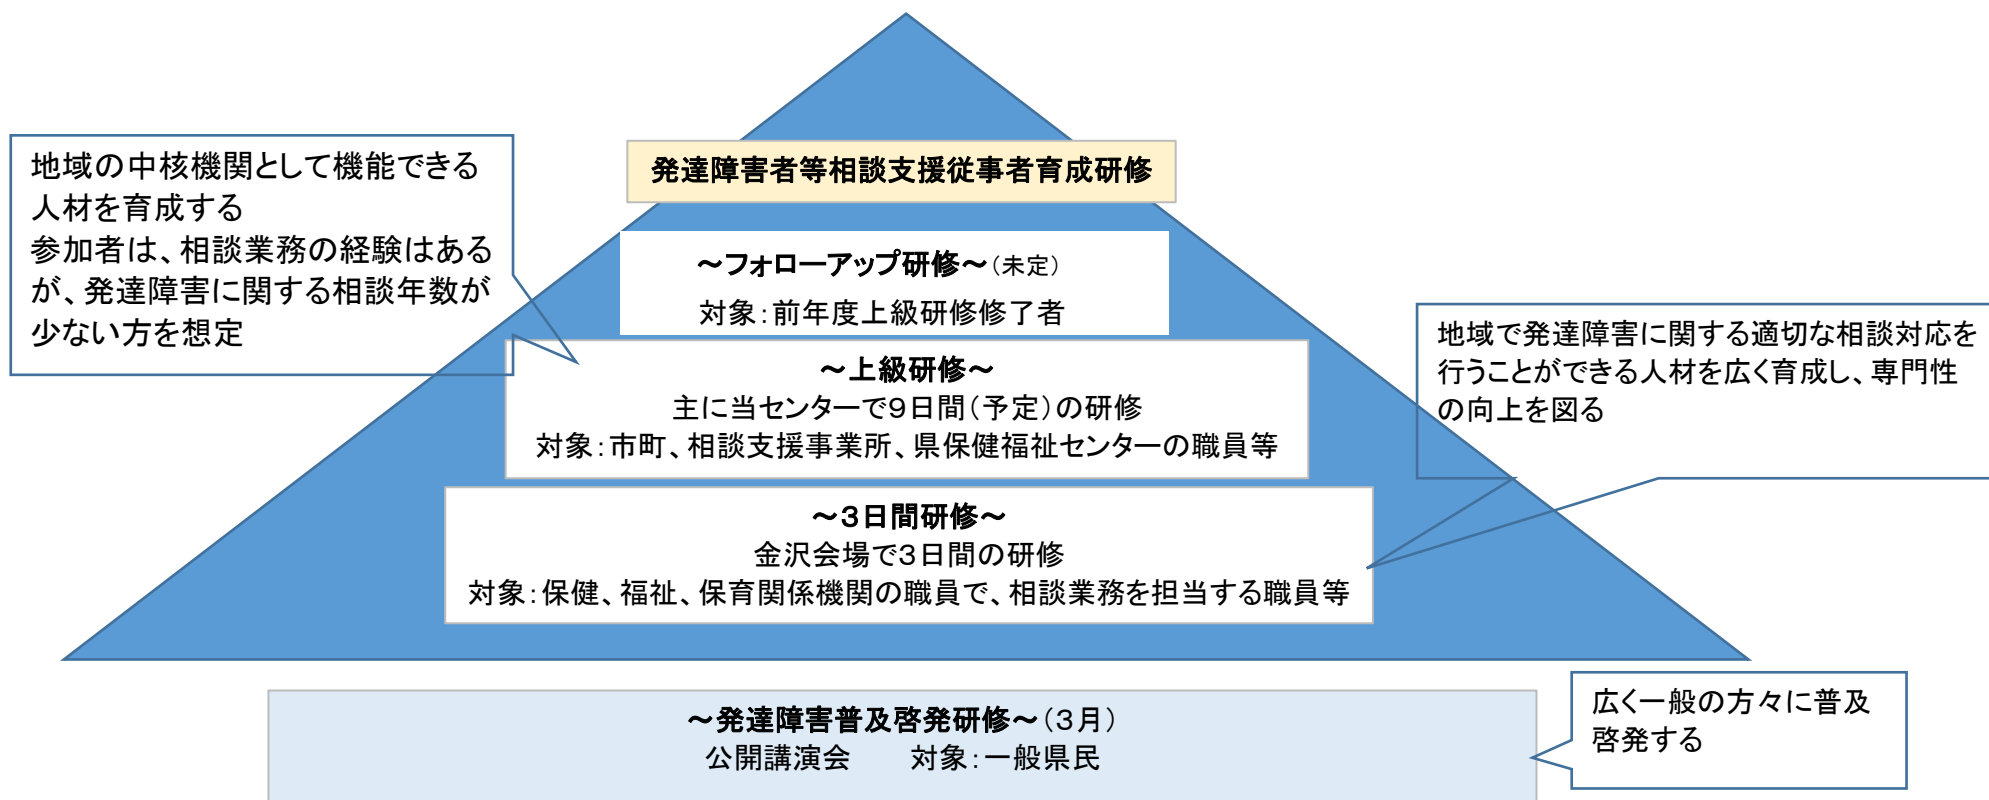 発達障害者等相談支援従事者育成研修
地域の中核機関として機能できる
人材を育成する
参加者は、相談業務の経験はある
が、発達障害に関する相談年数が
少ない方を想定
～フォローアップ研修～（未定）
対象：前年度上級研修修了者
～上級研修～
主に当センターで９日間（予定）の研修
対象：市町、相談支援事業所、県保健福祉センターの職員等
地域で発達障害に関する適切な相談対応を
行うことができる人材を広く育成し、専門性
の向上を図る
～３日間研修～
金沢会場で３日間の研修
対象：保健、福祉、保育関係機関の職員で、相談業務を担当する職員等
～発達障害普及啓発研修～（３月）
公開講演会　　対象：一般県民
広く一般の方々に普及
啓発する